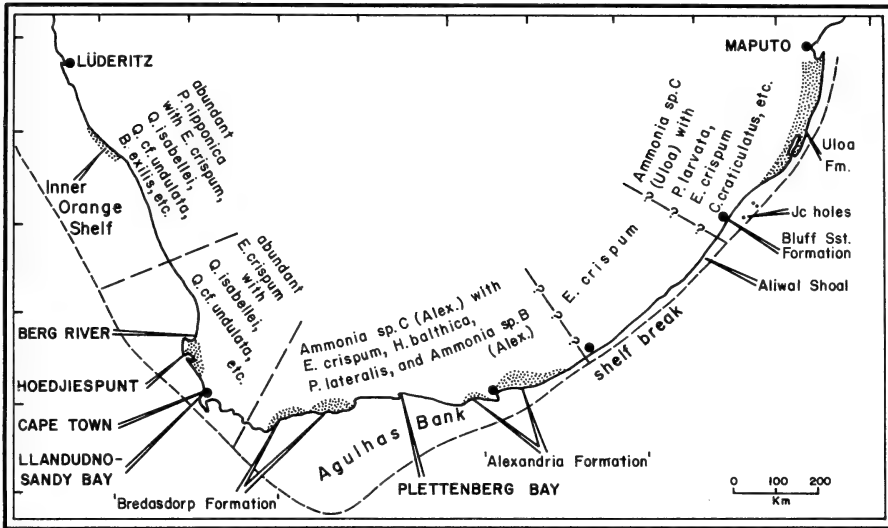 LÜDERITZ
MAPUTO
abundant
P. nipponica
with E. crispum,
Q. isabellei,
Q. cf. undulata,
B. exilis, etc.
Inner
Orange
Shelf
Ammonia sp. C
(Uloa) with
P. larvata,
E. crispum
C. craticulatus, etc.
Uloa
Fm.
Jc holes
Bluff Sst.
Formation
Aliwal Shoal
? ? ? ?
abundant
E. crispum
with
Q. isabellei,
Q. cf. undulata,
etc.
E. crispum
? ? ? ?
Ammonia sp. C (Alex.) with
E. crispum, H. balthica,
P. lateralis, and Ammonia sp. B
(Alex.)
BERG RIVER
HOEDJIESPUNT
CAPE TOWN
LLANDUDNO-
SANDY BAY
shelf break
Agulhas Bank
'Bredasdorp Formation'
PLETTENBERG BAY
'Alexandria Formation'
0 100 200
Km